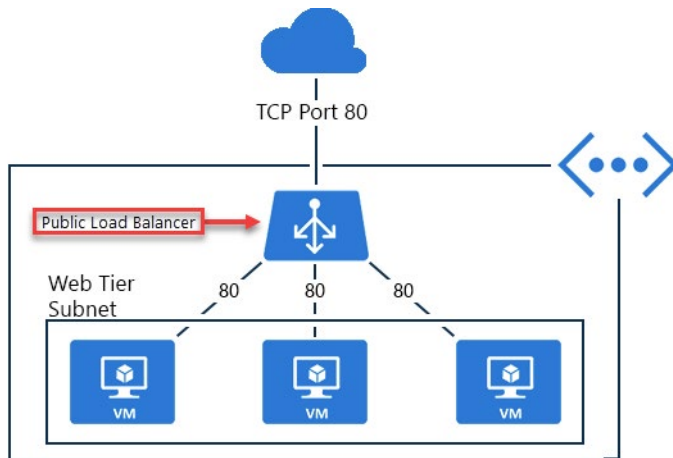 TCP Port 80
Public Load Balancer
Web Tier
Subnet
80
80
80
VM
VM
VM